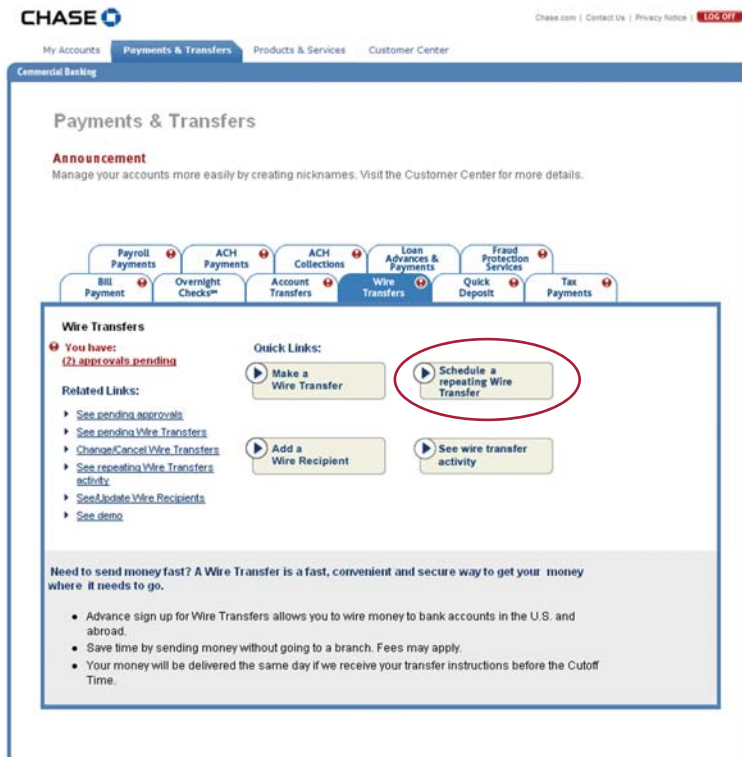 CHASE
Chase.com | Contact Us | Privacy Notice | LOG OFF
My Accounts Payments & Transfers Products & Services Customer Center
Commercial Banking
Payments & Transfers
Announcement
Manage your accounts more easily by creating nicknames. Visit the Customer Center for more details.
Payroll Payments
ACH Payments
ACH Collections
Loan Advances & Payments
Fraud Protection Services
Bill Payment
Overnight Checks℠
Account Transfers
Wire Transfers
Quick Deposit
Tax Payments
Wire Transfers
You have:
(2) approvals pending
Related Links:
See pending approvals
See pending Wire Transfers
Change/Cancel Wire Transfers
See repeating Wire Transfers
activity
See/Update Wire Recipients
See demo
Quick Links:
Make a
Wire Transfer
Schedule a
repeating Wire
Transfer
Add a
Wire Recipient
See wire transfer
activity
Need to send money fast? A Wire Transfer is a fast, convenient and secure way to get your money
where it needs to go.
• Advance sign up for Wire Transfers allows you to wire money to bank accounts in the U.S. and
abroad.
• Save time by sending money without going to a branch. Fees may apply.
• Your money will be delivered the same day if we receive your transfer instructions before the Cutoff
Time.